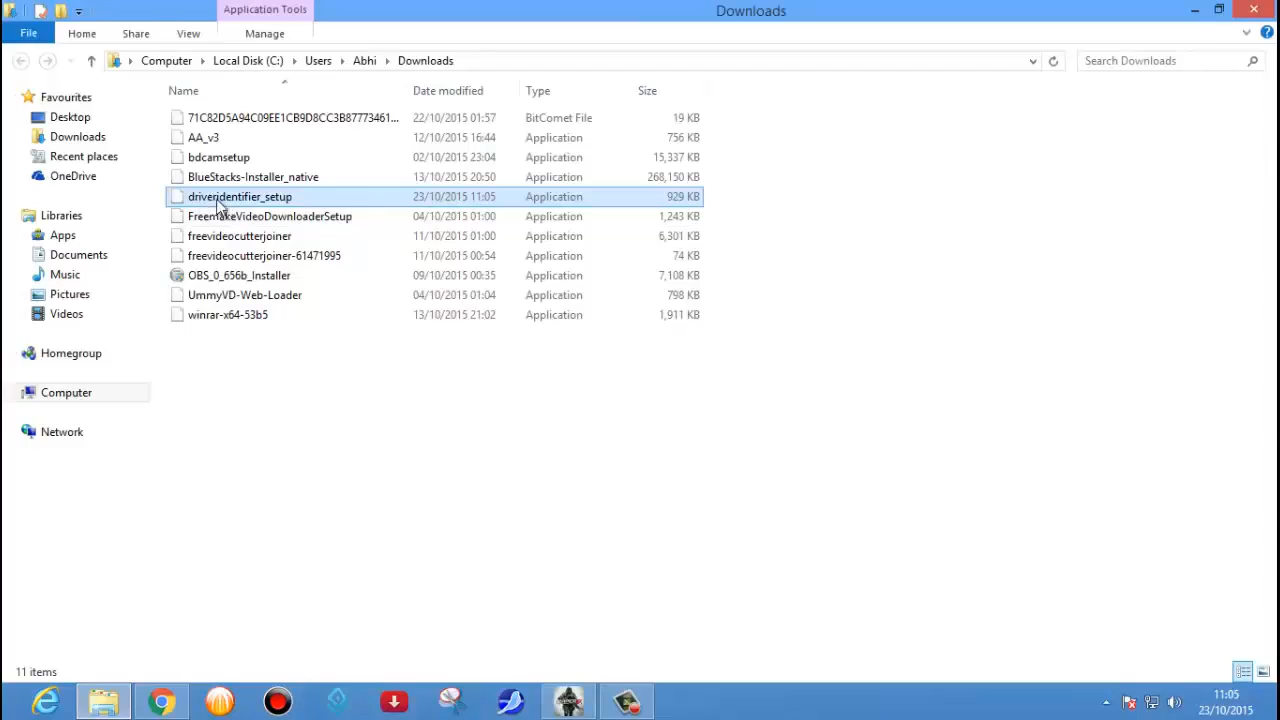 Application Tools
Downloads
File Home Share View Manage
Computer Local Disk (C:) Users Abhi Downloads
Search Downloads
Name Date modified Type Size
Favourites
Desktop
Downloads
Recent places
OneDrive
Libraries
Apps
Documents
Music
Pictures
Videos
Homegroup
Computer
Network
71C82D5A94C09EE1CB9D8CC3B87773461... 22/10/2015 01:57 BitComet File 19 KB
AA_v3 12/10/2015 16:44 Application 756 KB
bdcamsetup 02/10/2015 23:04 Application 15,337 KB
BlueStacks-Installer_native 13/10/2015 20:50 Application 268,150 KB
driveridentifier_setup 23/10/2015 11:05 Application 929 KB
FreemakeVideoDownloaderSetup 04/10/2015 01:00 Application 1,243 KB
freevideocutterjoiner 11/10/2015 01:00 Application 6,301 KB
freevideocutterjoiner-61471995 11/10/2015 00:54 Application 74 KB
OBS_0_656b_Installer 09/10/2015 00:35 Application 7,108 KB
UmmyVD-Web-Loader 04/10/2015 01:04 Application 798 KB
winrar-x64-53b5 13/10/2015 21:02 Application 1,911 KB
11 items
11:05
23/10/2015